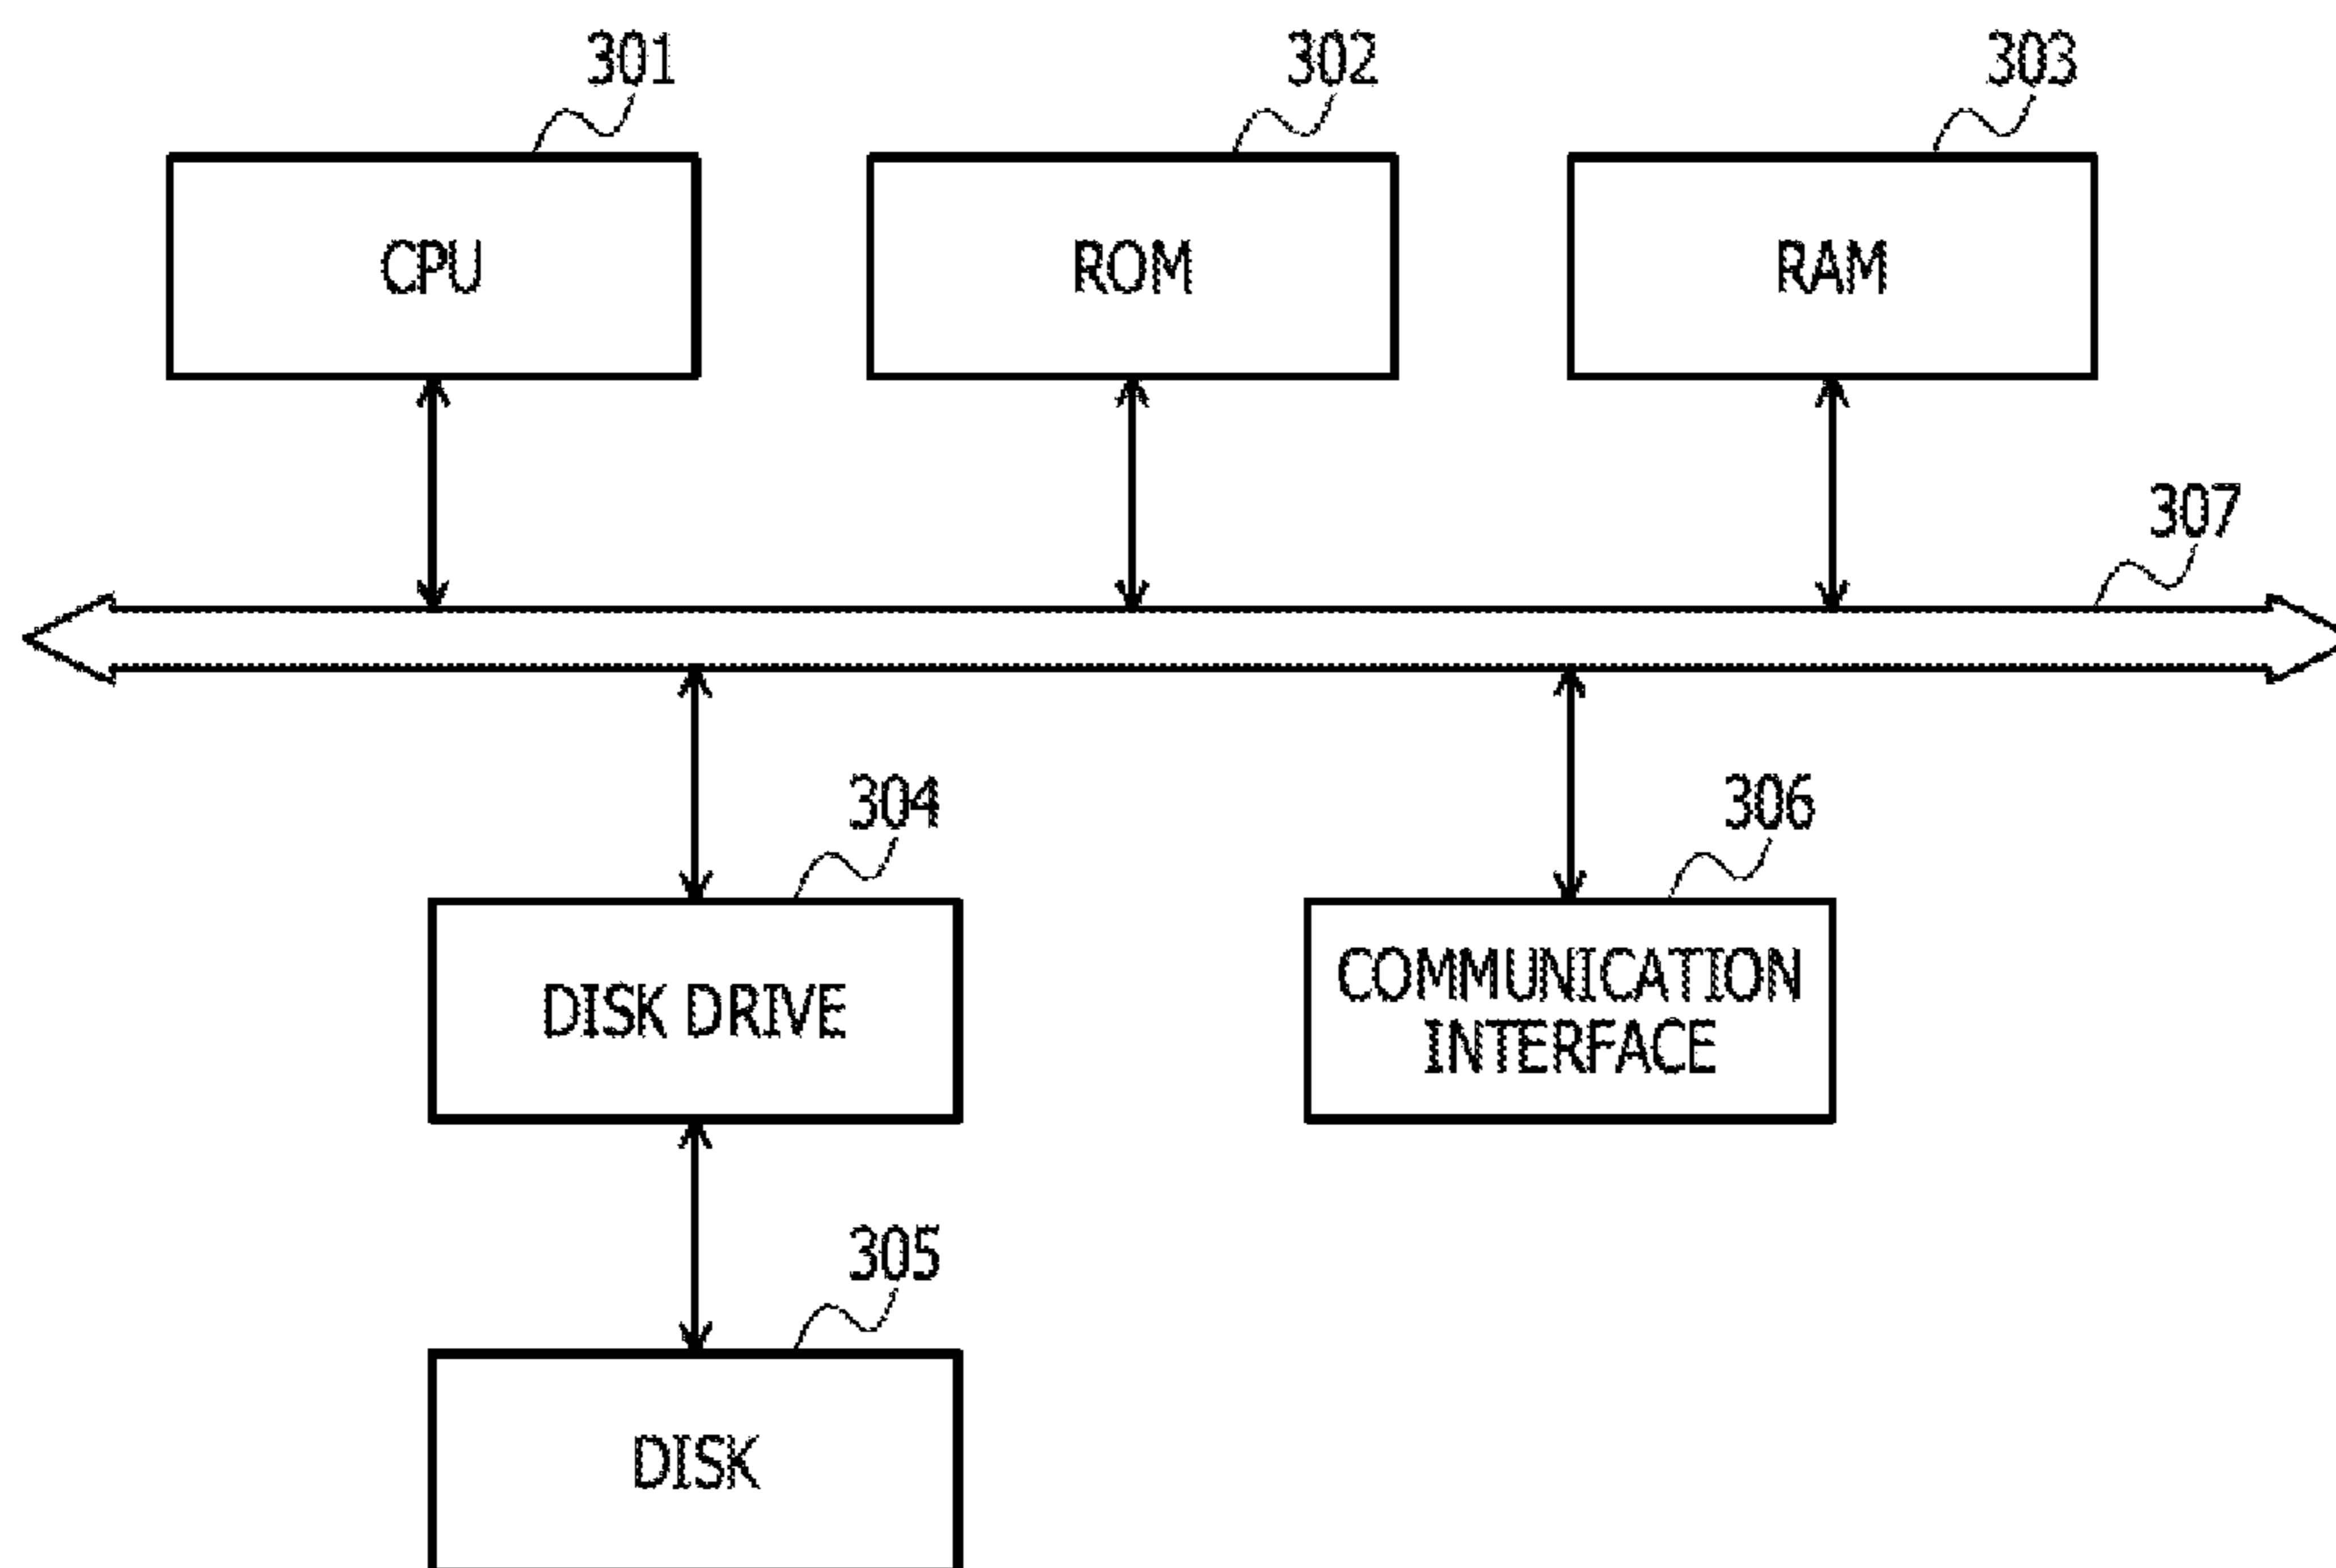 301
302
303
CPU
ROM
RAM
307
304
306
DISK DRIVE
COMMUNICATION
INTERFACE
305
DISK